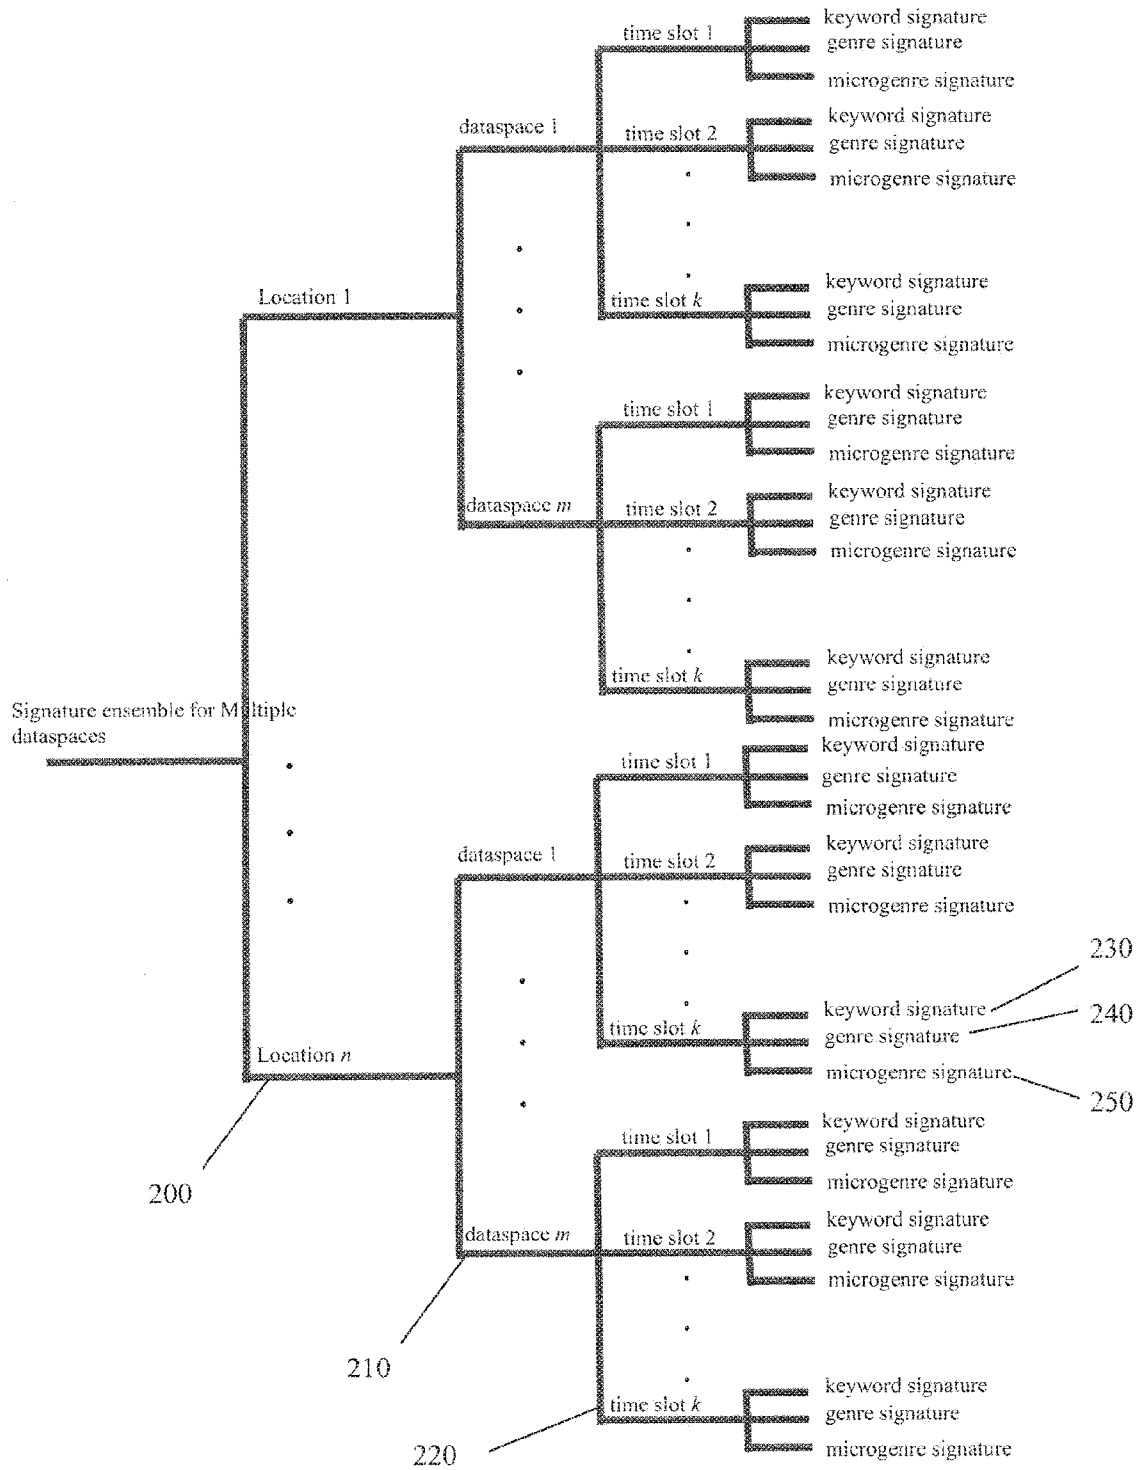 keyword signature
time slot 1
genre signature
microgenre signature
keyword signature
dataspace 1
time slot 2
genre signature
microgenre signature
keyword signature
Location 1
time slot k
genre signature
microgenre signature
keyword signature
time slot 1
genre signature
microgenre signature
keyword signature
dataspace m
time slot 2
genre signature
microgenre signature
keyword signature
time slot k
genre signature
microgenre signature
Signature ensemble for Multiple
dataspaces
keyword signature
time slot 1
genre signature
microgenre signature
keyword signature
dataspace 1
time slot 2
genre signature
microgenre signature
230
keyword signature
240
time slot k
genre signature
Location n
microgenre signature
250
keyword signature
time slot 1
genre signature
microgenre signature
200
keyword signature
dataspace m
time slot 2
genre signature
microgenre signature
210
keyword signature
time slot k
genre signature
microgenre signature
220